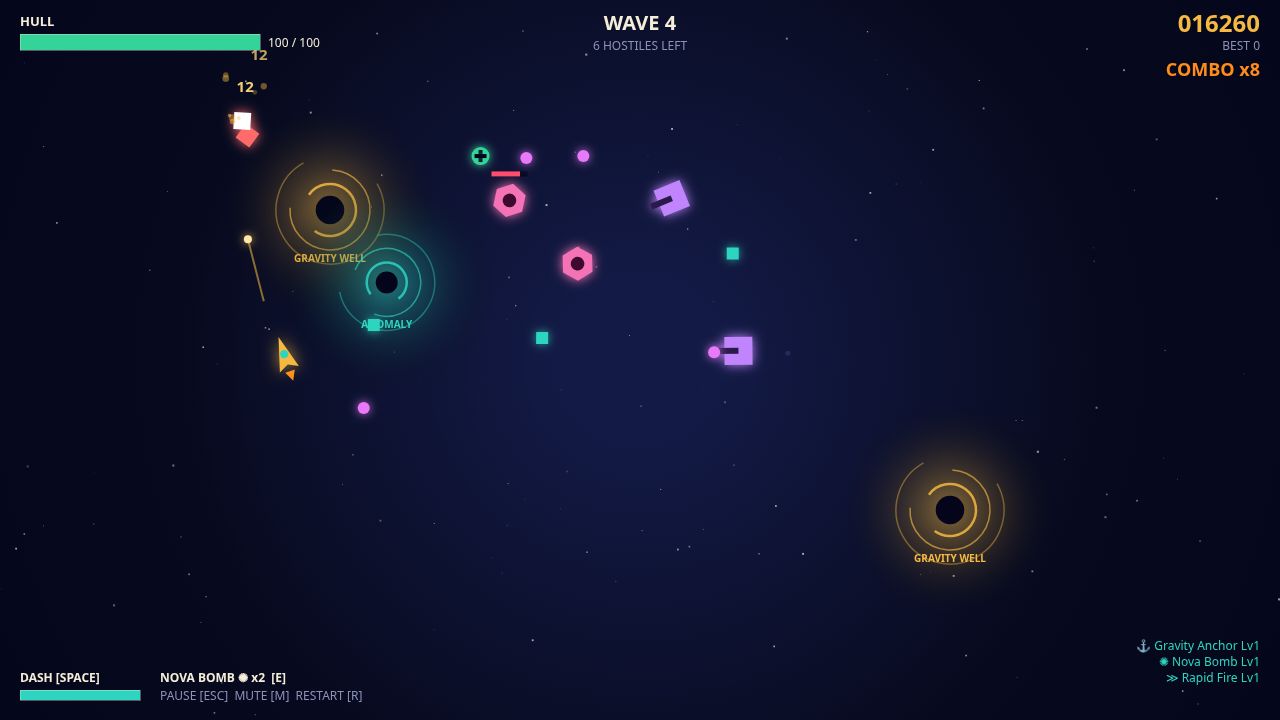 HULL
100 / 100
WAVE 4
6 HOSTILES LEFT
016260
BEST 0
COMBO x8
12
12
GRAVITY WELL
ANOMALY
GRAVITY WELL
⚓ Gravity Anchor Lv1
✺ Nova Bomb Lv1
≫ Rapid Fire Lv1
DASH [SPACE]
NOVA BOMB ✺ x2 [E]
PAUSE [ESC] MUTE [M] RESTART [R]